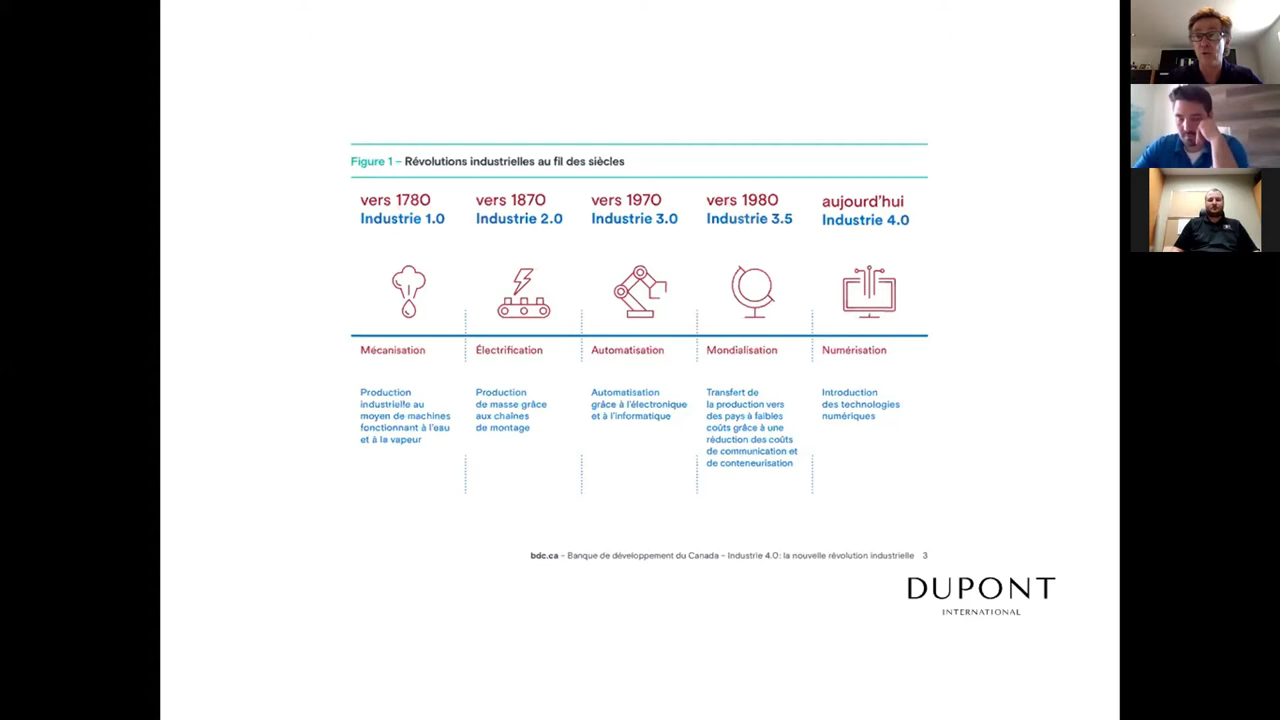 Figure 1 – Révolutions industrielles au fil des siècles
vers 1780
Industrie 1.0
vers 1870
Industrie 2.0
vers 1970
Industrie 3.0
vers 1980
Industrie 3.5
aujourd'hui
Industrie 4.0
Mécanisation
Électrification
Automatisation
Mondialisation
Numérisation
Production
industrielle au
moyen de machines
fonctionnant à l'eau
et à la vapeur
Production
de masse grâce
aux chaînes
de montage
Automatisation
grâce à l'électronique
et à l'informatique
Transfert de
la production vers
des pays à faibles
coûts grâce à une
réduction des coûts
de communication et
de conteneurisation
Introduction
des technologies
numériques
bdc.ca – Banque de développement du Canada – Industrie 4.0: la nouvelle révolution industrielle 3
DUPONT
INTERNATIONAL